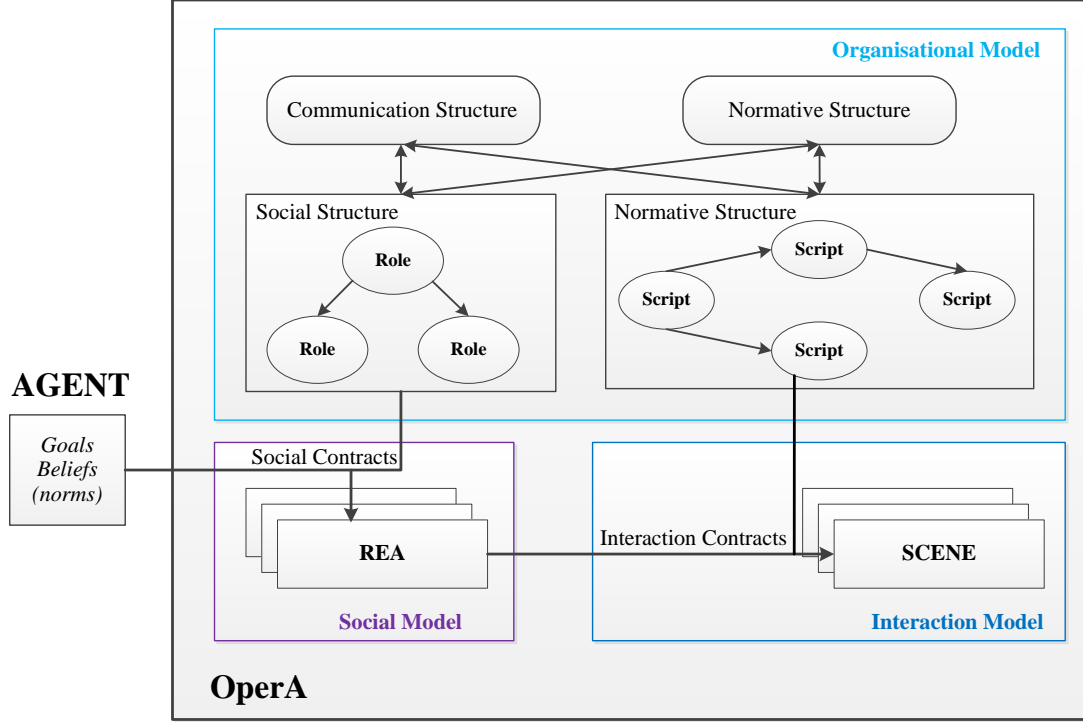 Organisational Model
Communication Structure
Normative Structure
Social Structure
Role
Role
Role
Normative Structure
Script
Script
Script
Script
AGENT
Goals
Beliefs
(norms)
Social Contracts
REA
Social Model
Interaction Contracts
SCENE
Interaction Model
OperA